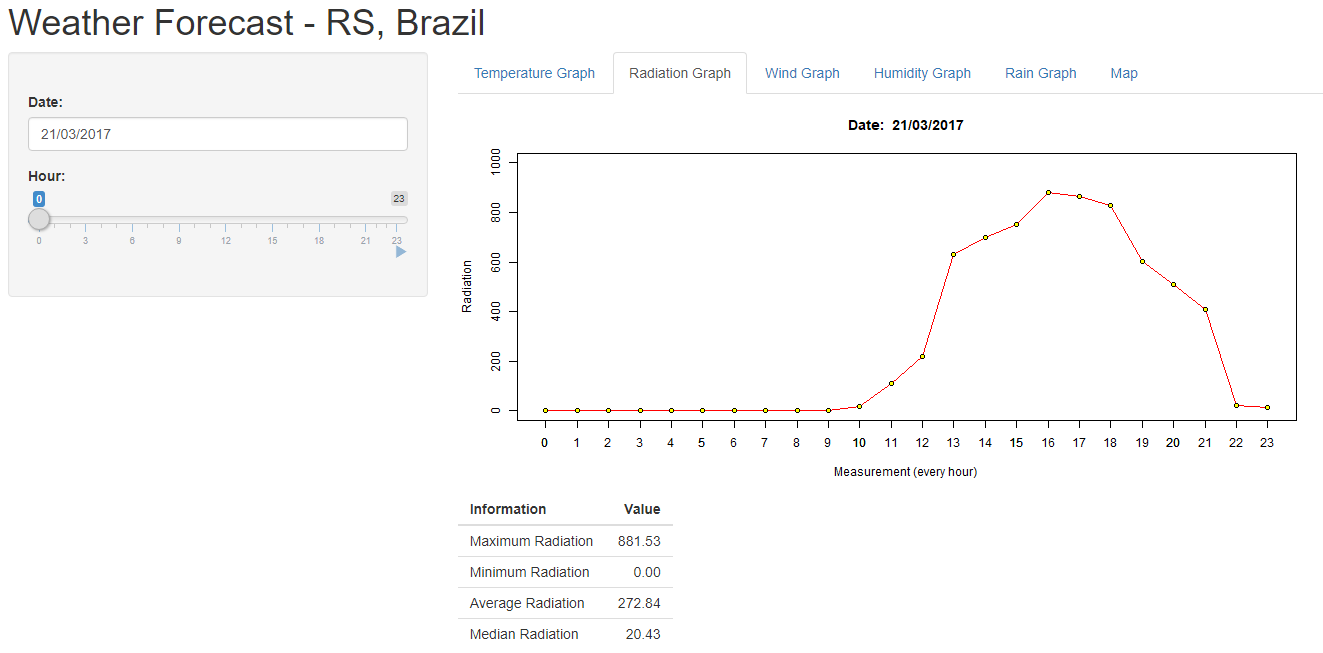 Weather Forecast - RS, Brazil
Date:
21/03/2017
Hour:
0 23
0 3 6 9 12 15 18 21 23
Temperature Graph Radiation Graph Wind Graph Humidity Graph Rain Graph Map
Date: 21/03/2017
Radiation
1000
800
600
400
200
0
0 1 2 3 4 5 6 7 8 9 10 11 12 13 14 15 16 17 18 19 20 21 22 23
Measurement (every hour)
Information Value
Maximum Radiation 881.53
Minimum Radiation 0.00
Average Radiation 272.84
Median Radiation 20.43